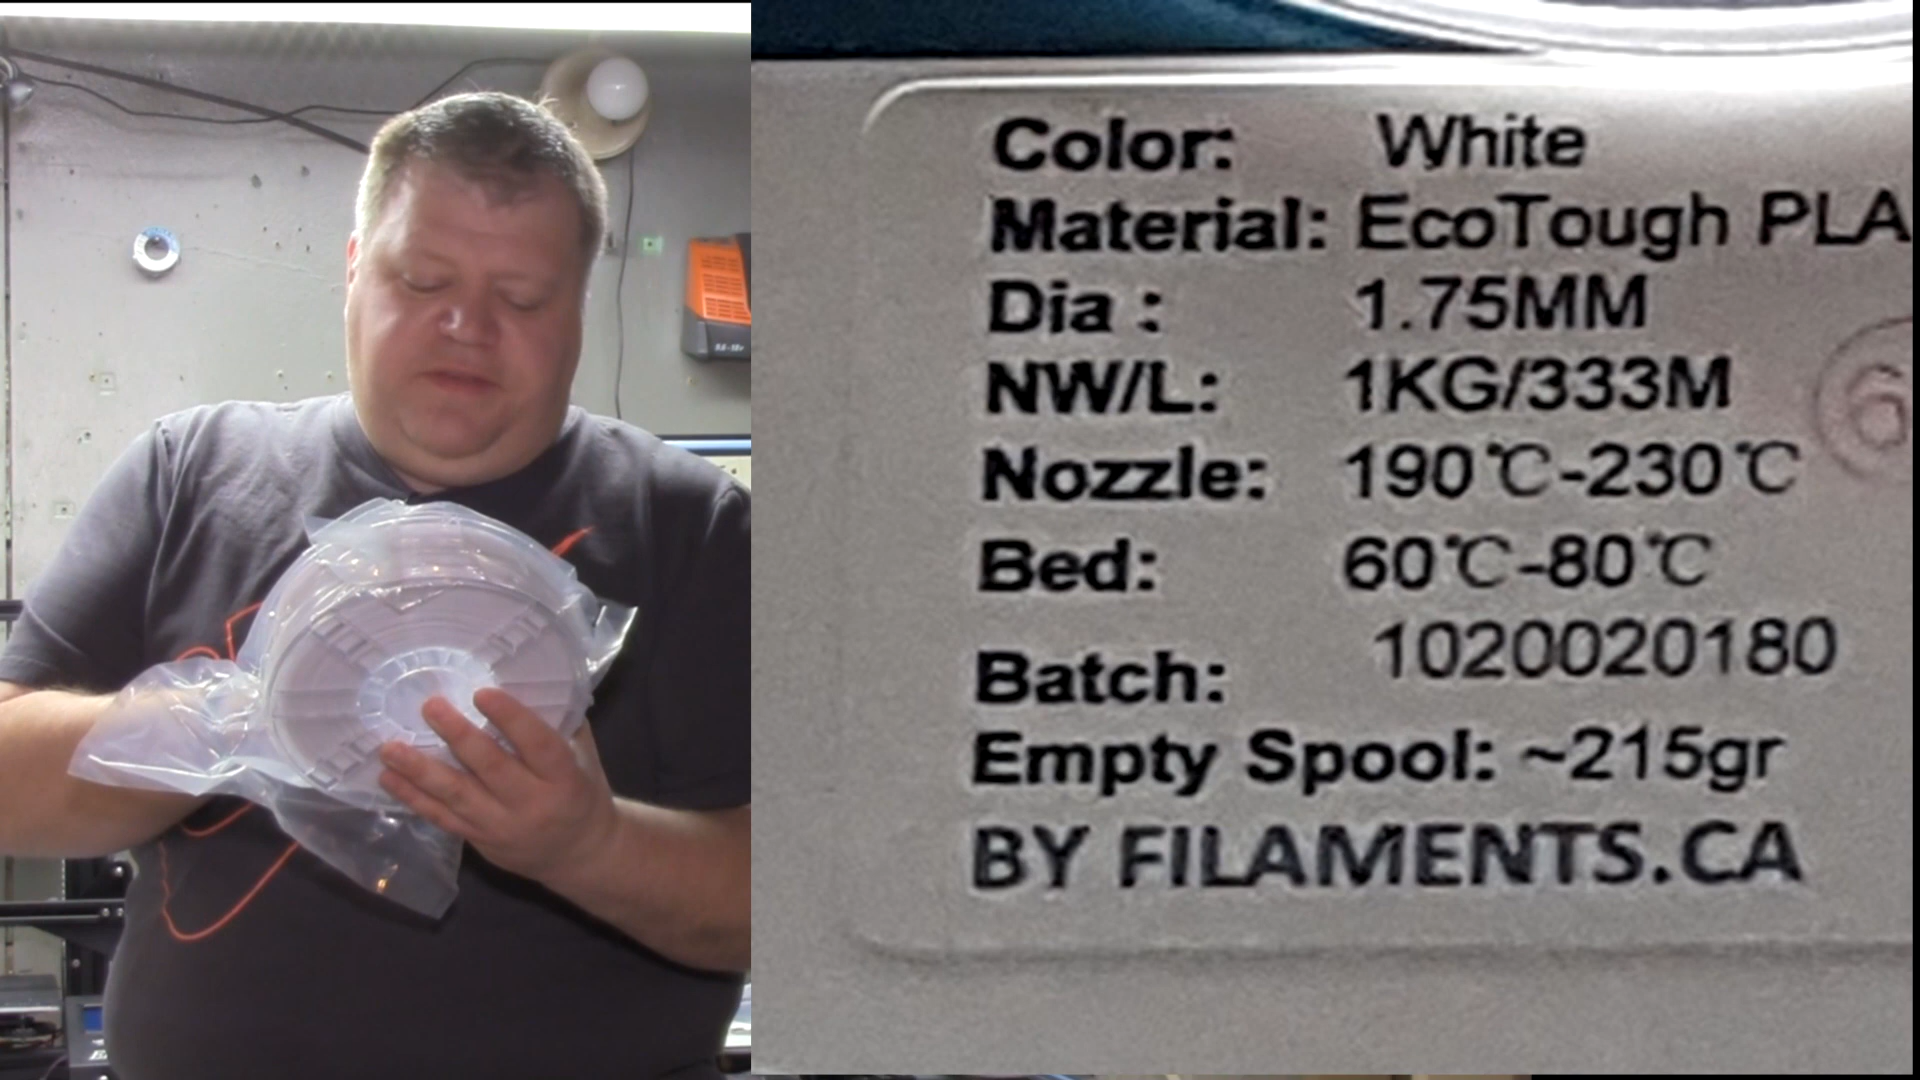 Color: White
Material: EcoTough PLA
Dia : 1.75MM
NW/L: 1KG/333M
Nozzle: 190℃-230℃
Bed: 60℃-80℃
Batch: 1020020180
Empty Spool: ~215gr
BY FILAMENTS.CA